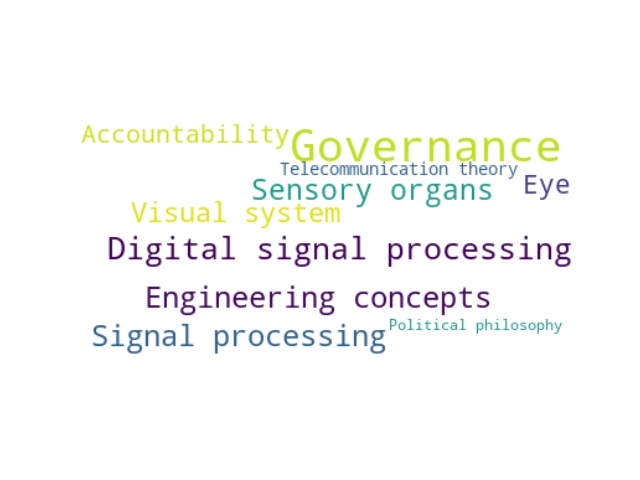 Accountability
Governance
Telecommunication theory
Sensory organs
Eye
Visual system
Digital signal processing
Engineering concepts
Signal processing
Political philosophy